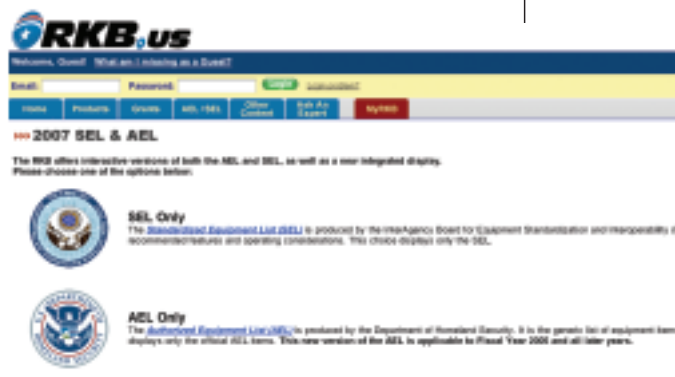 RKB.us
Welcome, Guest! What am I missing as a Guest?
Email: Password: Login
Home Products Grants AEL / SEL Other Content Ask An Expert MyRKB
2007 SEL & AEL
The RKB offers interactive versions of both the AEL and SEL, as well as a new integrated display.
Please choose one of the options below:
SEL Only
The Standardized Equipment List (SEL) is produced by the InterAgency Board for Equipment Standardization and Interoperability
recommended features and operating considerations. This choice displays only the SEL.
AEL Only
The Authorized Equipment List (AEL) is produced by the Department of Homeland Security. It is the generic list of equipment items
displays only the official AEL items. This new version of the AEL is applicable to Fiscal Year 2005 and all later years.